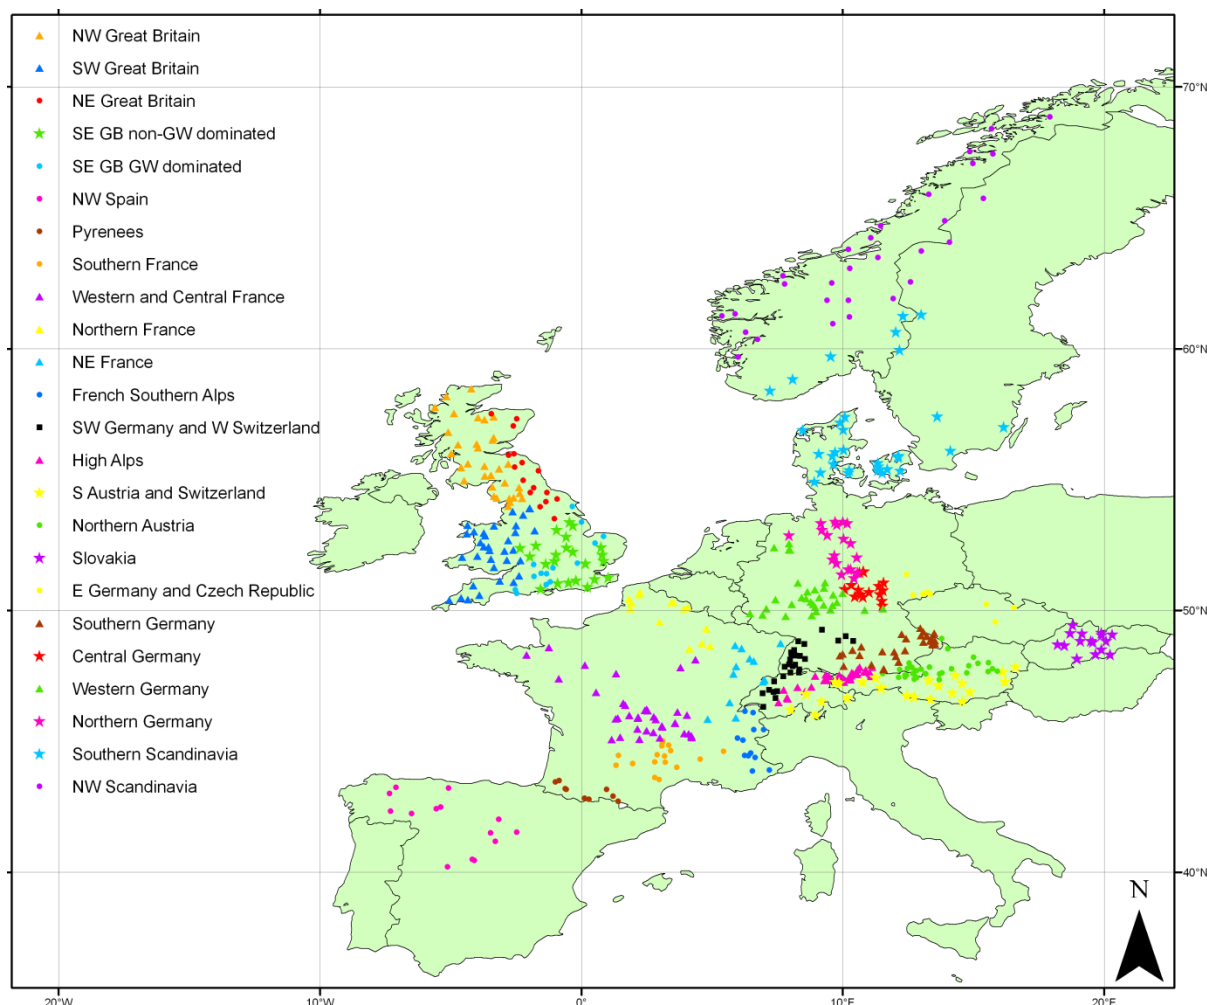 NW Great Britain
SW Great Britain
NE Great Britain
SE GB non-GW dominated
SE GB GW dominated
NW Spain
Pyrenees
Southern France
Western and Central France
Northern France
NE France
French Southern Alps
SW Germany and W Switzerland
High Alps
S Austria and Switzerland
Northern Austria
Slovakia
E Germany and Czech Republic
Southern Germany
Central Germany
Western Germany
Northern Germany
Southern Scandinavia
NW Scandinavia
70°N
60°N
50°N
40°N
N
20°W
10°W
0°
10°E
20°E